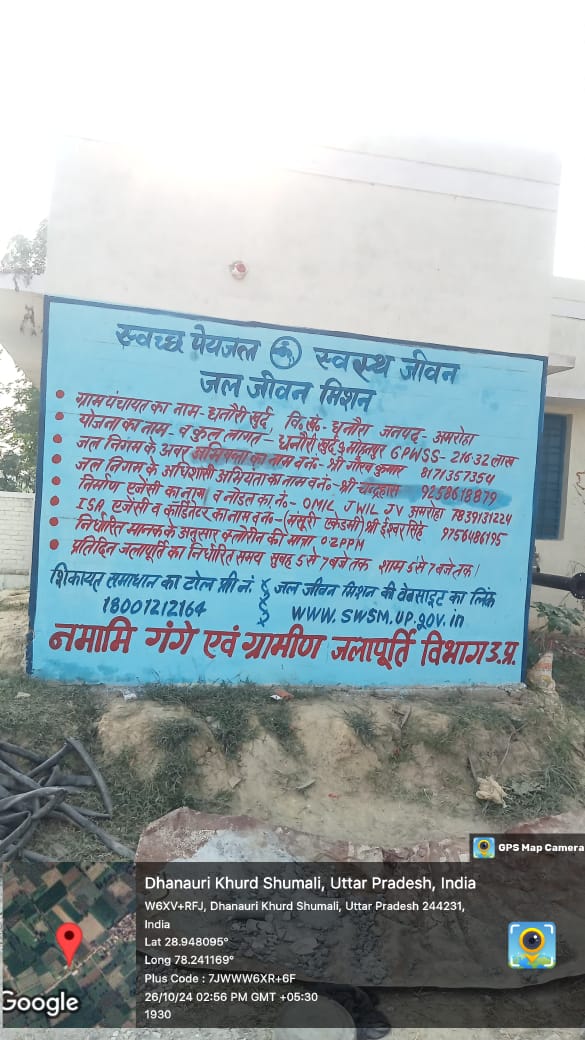 स्वच्छ पेयजल स्वस्थ जीवन
जल जीवन मिशन
• ग्राम पंचायत का नाम- धनौरी खुर्द, वि.ख.- धनौरा जनपद- अमरोहा
• योजना का नाम- व कुल लागत- धनौरी खुर्द मोहनपुर GPWSS- 216.32 लाख
• जल निगम के अवर अभियन्ता का नाम व नं०- श्री गौरव कुमार 8171357354
• जल निगम के अधिशासी अभियंता का नाम व नं०- श्री चंद्रहास 9258618879
• निर्माण एजेंसी का नाम व नोडल का नं.- OMIL JWIL JV अमरोहा 7839131224
• ISA एजेंसी व कॉर्डिनेटर का नाम व नं०- (मंसूरी एकेडमी) श्री ईश्वर सिंह 9756486195
• निर्धारित मानक के अनुसार क्लोरीन की मात्रा 0.2PPM
• प्रतिदिन जलापूर्ति का निर्धारित समय सुबह 5 से 7 बजे तक शाम 5 से 7 बजे तक।
शिकायत समाधान का टोल फ्री नं. जल जीवन मिशन की वेबसाइट का लिंक
18001212164 WWW.SWSM.UP.gov.in
नमामि गंगे एवं ग्रामीण जलापूर्ति विभाग उ.प्र.
GPS Map Camera
Dhanauri Khurd Shumali, Uttar Pradesh, India
W6XV+RFJ, Dhanauri Khurd Shumali, Uttar Pradesh 244231,
India
Lat 28.948095°
Long 78.241169°
Plus Code : 7JWWW6XR+6F
26/10/24 02:56 PM GMT +05:30
1930
Google